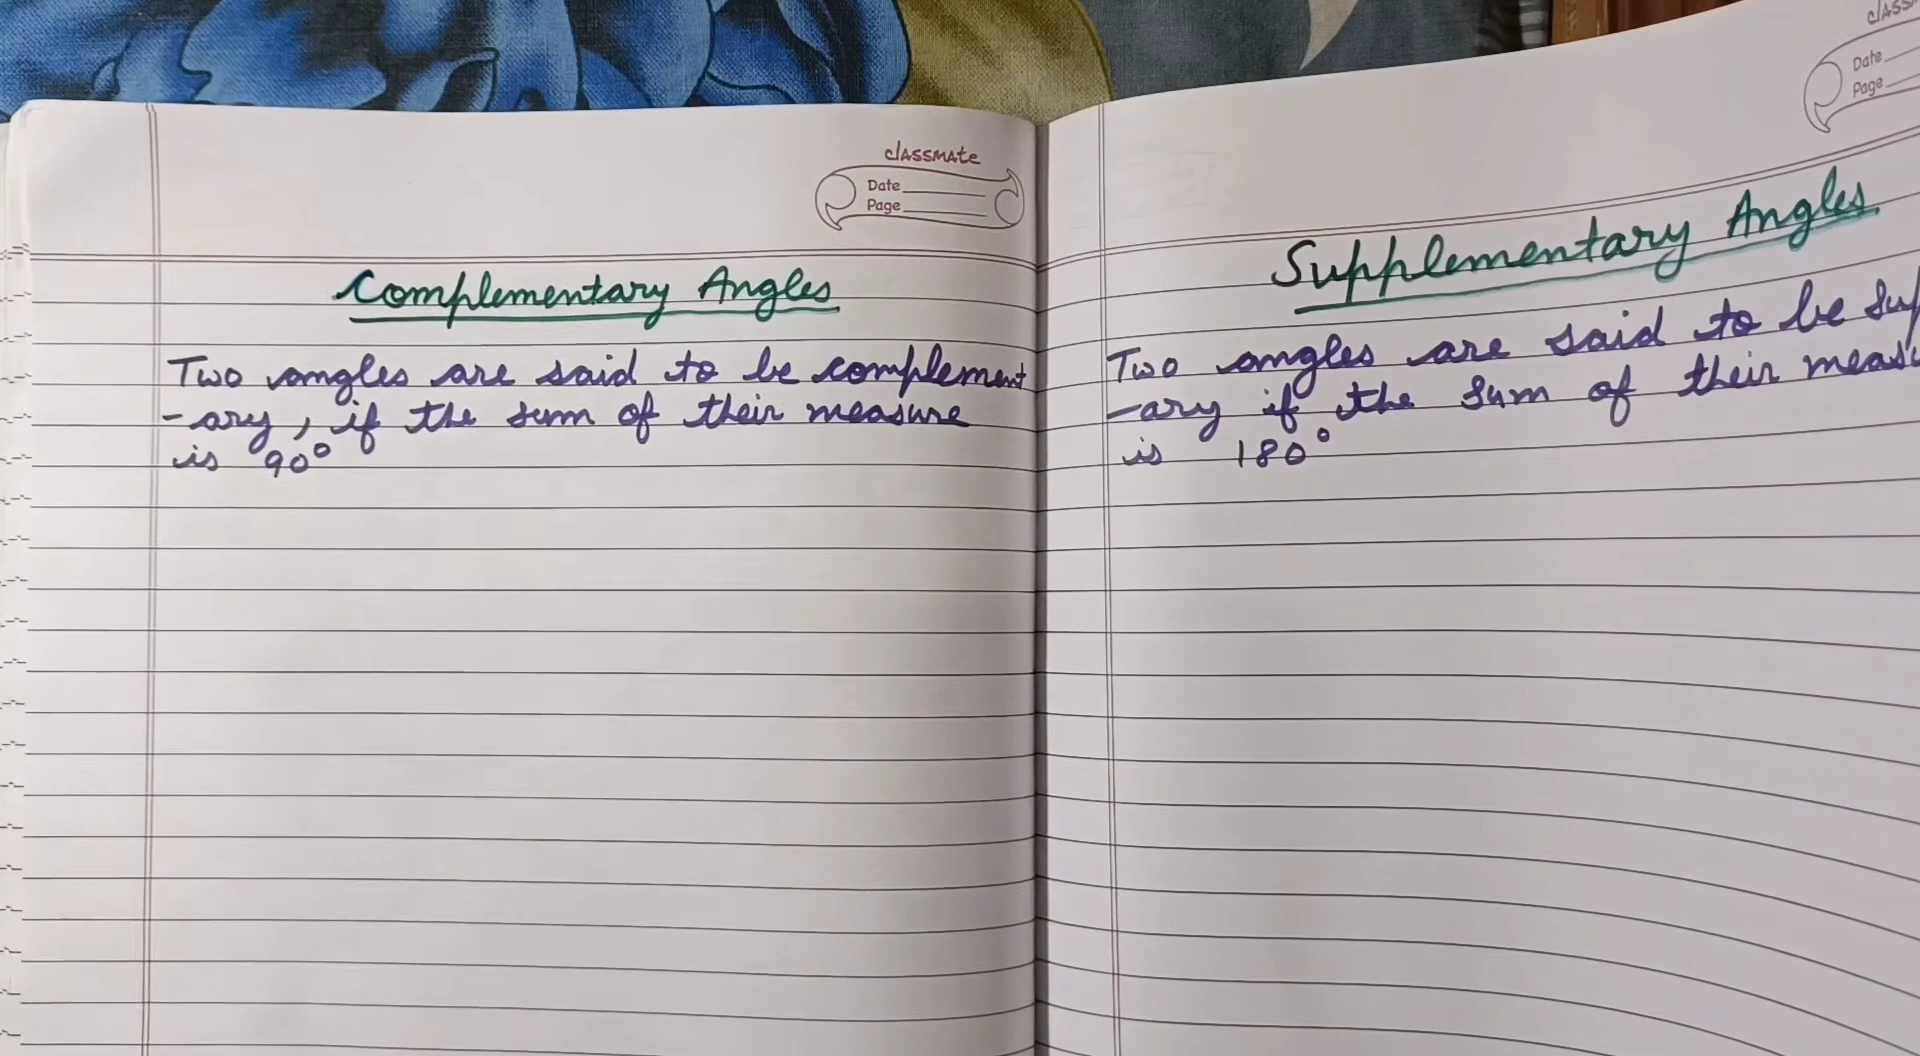 classmate
Date
Page
Complementary Angles
Two angles are said to be complement
-ary, if the sum of their measure
is 90°
Date
Page
Supplementary Angles
Two angles are said to be
-ary if the sum of their
is 180°